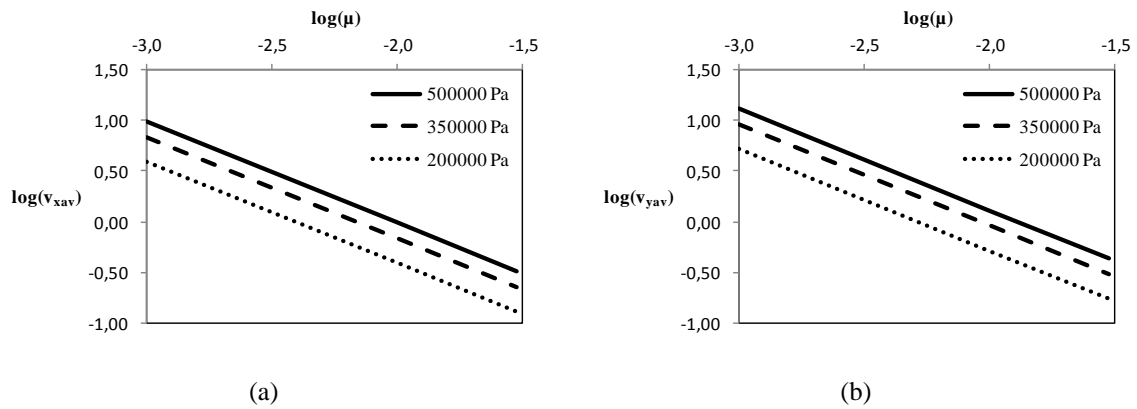 log(µ)
-3,0 -2,5 -2,0 -1,5
1,50
1,00
0,50
0,00
-0,50
-1,00
log(vxav)
500000 Pa
350000 Pa
200000 Pa
(a)
log(µ)
-3,0 -2,5 -2,0 -1,5
1,50
1,00
0,50
0,00
-0,50
-1,00
log(vyav)
500000 Pa
350000 Pa
200000 Pa
(b)